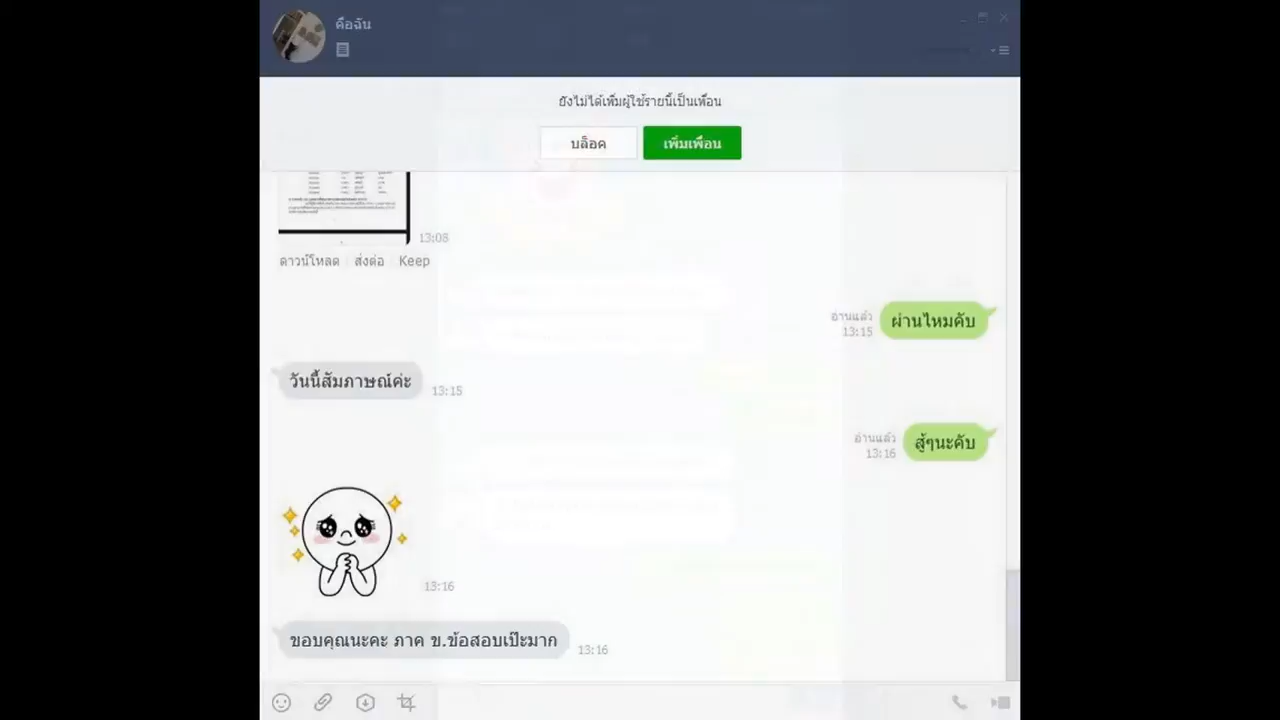 คือฉัน
ยังไม่ได้เพิ่มผู้ใช้รายนี้เป็นเพื่อน
บล็อค
เพิ่มเพื่อน
13:08
ดาวน์โหลด ส่งต่อ Keep
อ่านแล้ว
13:15
ผ่านไหมคับ
วันนี้สัมภาษณ์ค่ะ
13:15
อ่านแล้ว
13:16
สู้ๆนะคับ
13:16
ขอบคุณนะคะ ภาค ข.ข้อสอบเป๊ะมาก
13:16